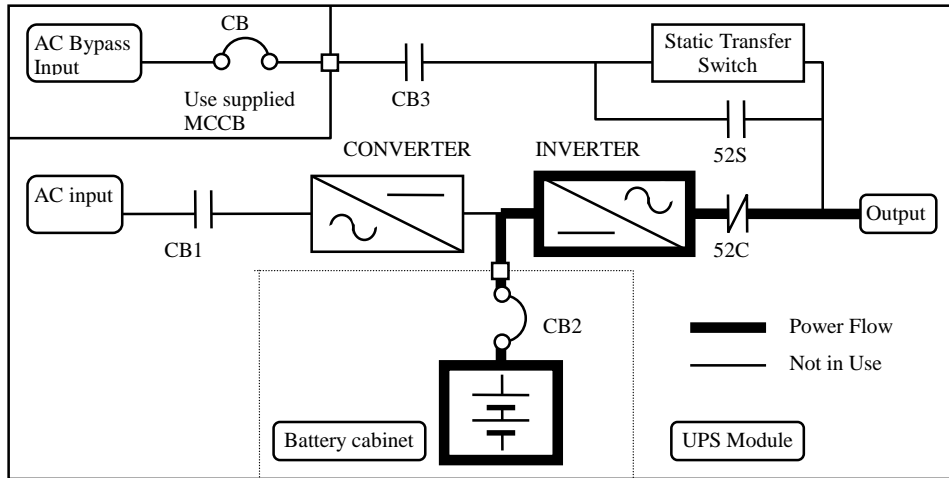 AC Bypass
Input
CB
Use supplied
MCCB
CB3
Static Transfer
Switch
52S
CONVERTER
INVERTER
AC input
CB1
52C
Output
CB2
Power Flow
Not in Use
Battery cabinet
UPS Module